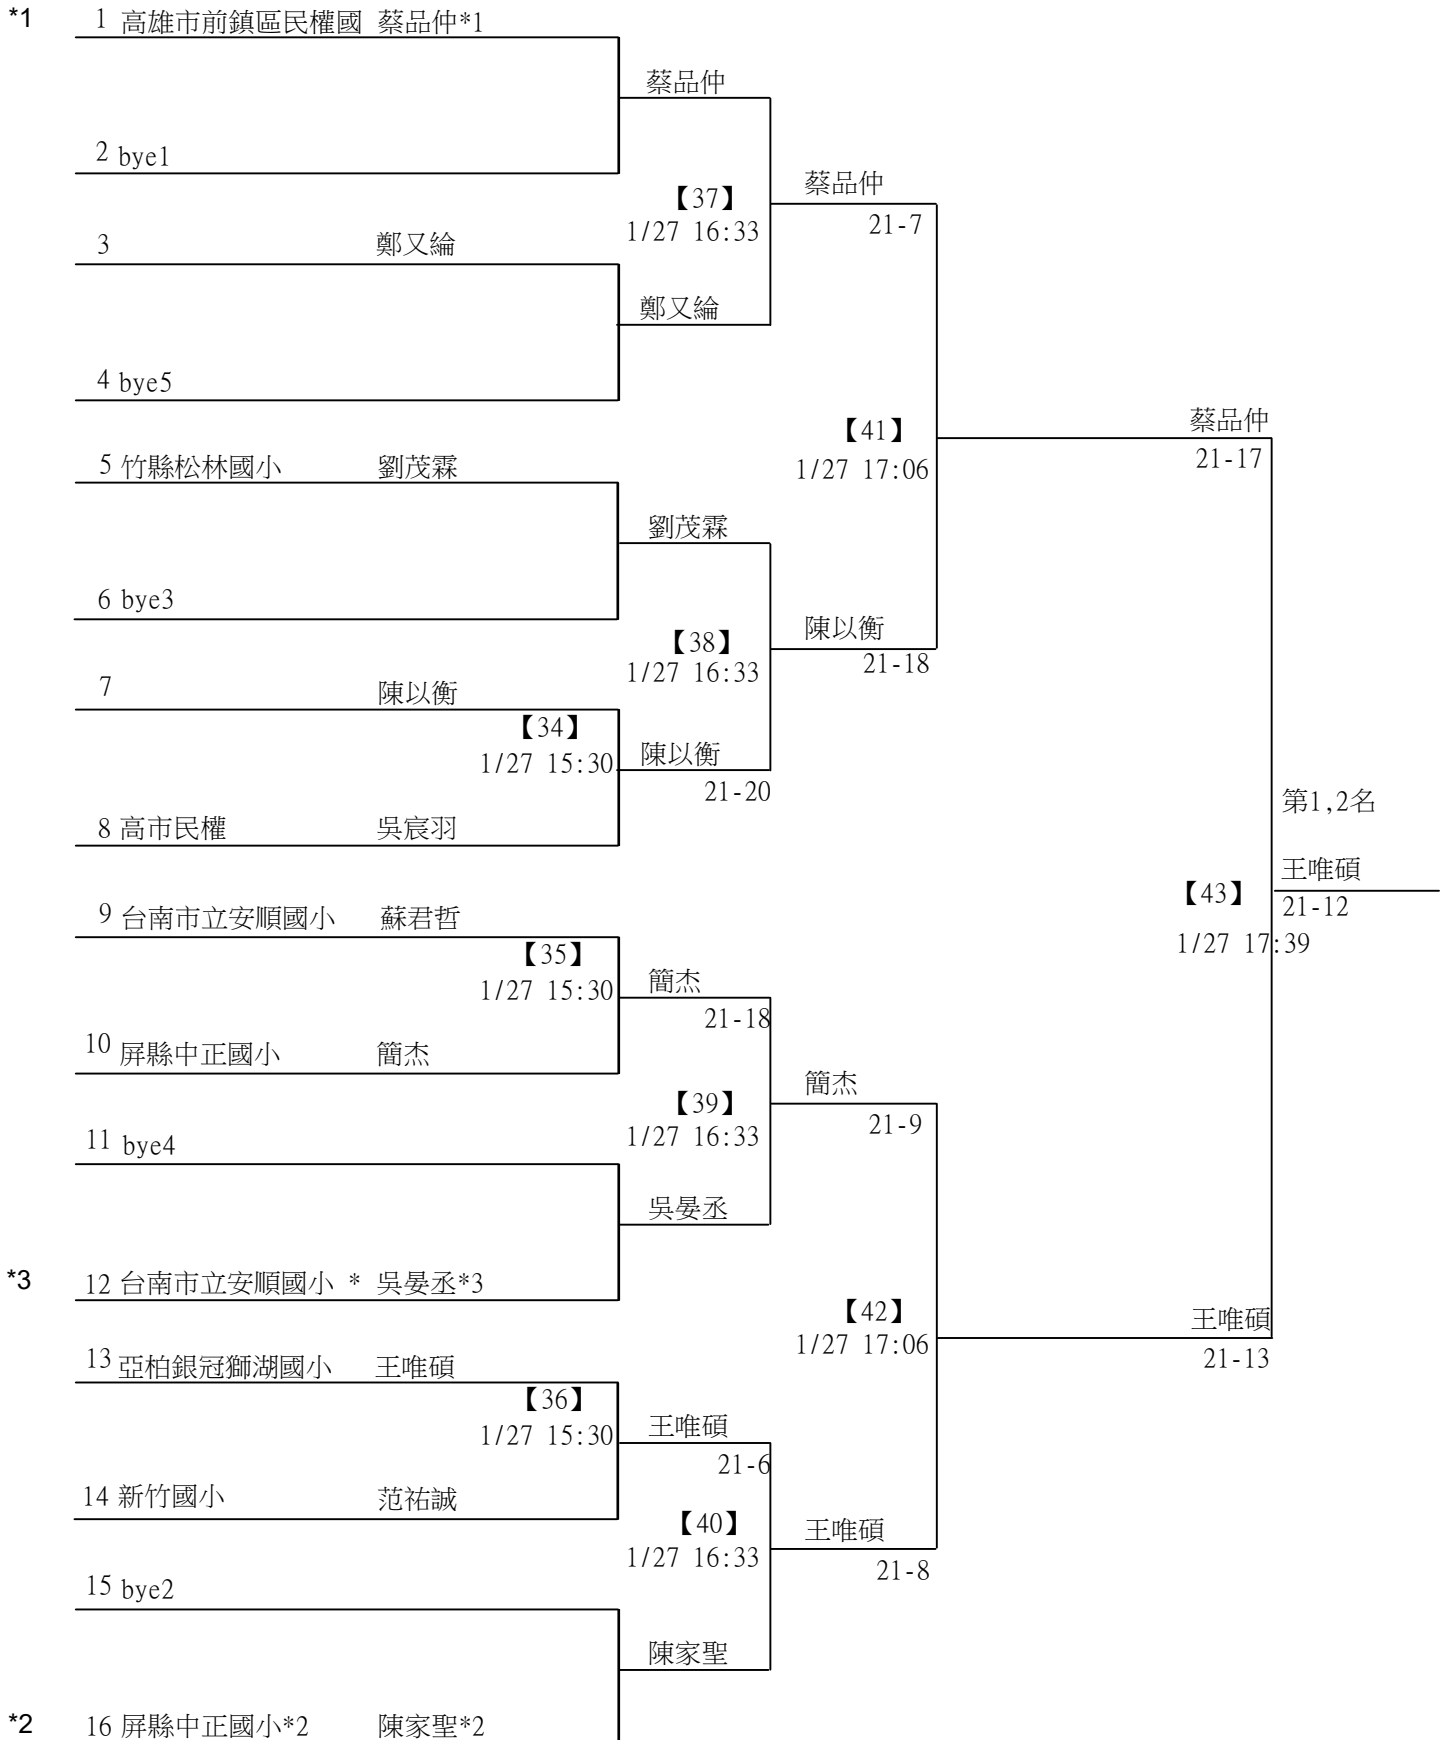 *1 1 高雄市前鎮區民權國 蔡品仲*1
蔡品仲
2 bye1
蔡品仲
【37】
21-7
1/27 16:33
3 鄭又綸
鄭又綸
4 bye5
蔡品仲
【41】
21-17
1/27 17:06
5 竹縣松林國小 劉茂霖
劉茂霖
6 bye3
陳以衡
【38】
21-18
1/27 16:33
7 陳以衡
【34】
陳以衡
1/27 15:30
21-20
第1,2名
8 高市民權 吳宸羽
王唯碩
【43】
21-12
1/27 17:39
9 台南市立安順國小 蘇君哲
【35】
簡杰
1/27 15:30
21-18
10 屏縣中正國小 簡杰
簡杰
【39】
21-9
1/27 16:33
11 bye4
吳晏丞
*3 12 台南市立安順國小 * 吳晏丞*3
【42】
王唯碩
1/27 17:06
21-13
13 亞柏銀冠獅湖國小 王唯碩
【36】
王唯碩
1/27 15:30
21-6
14 新竹國小 范祐誠
【40】
王唯碩
1/27 16:33
21-8
15 bye2
陳家聖
*2 16 屏縣中正國小*2 陳家聖*2